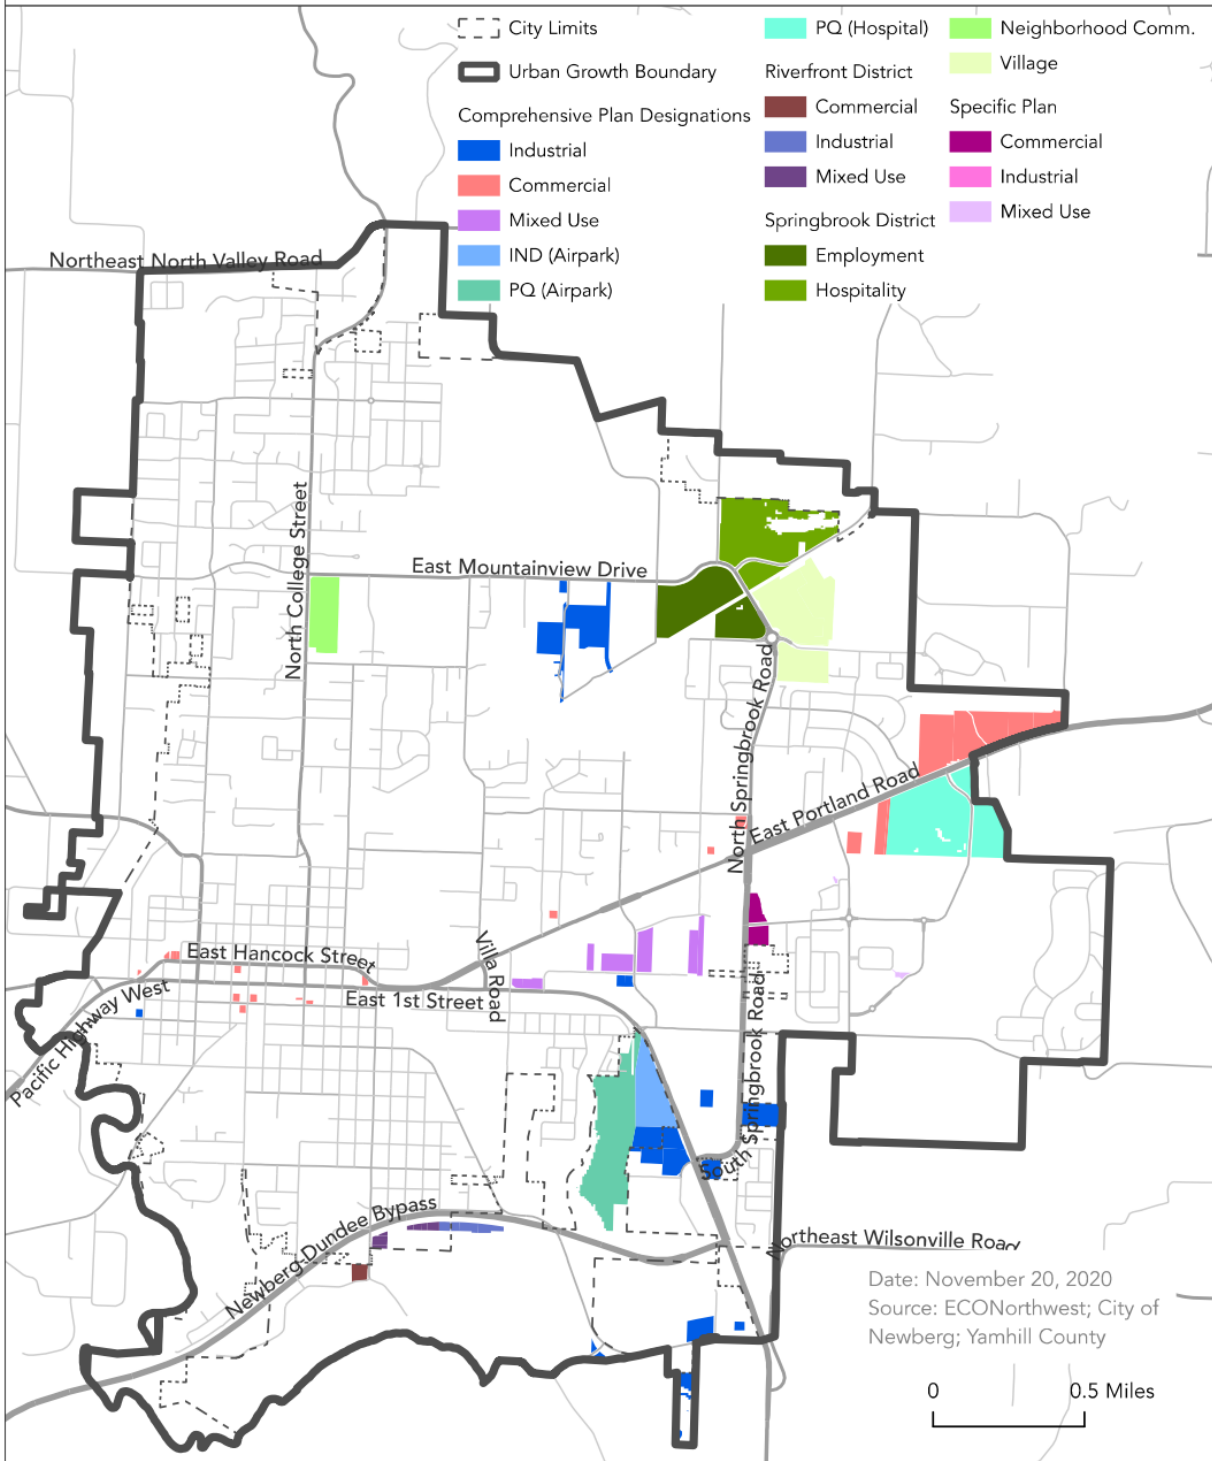 City Limits
Urban Growth Boundary
Comprehensive Plan Designations
Industrial
Commercial
Mixed Use
IND (Airpark)
PQ (Airpark)
PQ (Hospital)
Riverfront District
Commercial
Industrial
Mixed Use
Springbrook District
Employment
Hospitality
Neighborhood Comm.
Village
Specific Plan
Commercial
Industrial
Mixed Use
Northeast North Valley Road
North College Street
East Mountainview Drive
North Springbrook Road
East Portland Road
Villa Road
East Hancock Street
East 1st Street
Pacific Highway West
South Springbrook Road
Newberg-Dundee Bypass
Northeast Wilsonville Road
Date: November 20, 2020
Source: ECONorthwest; City of
Newberg; Yamhill County
0 0.5 Miles